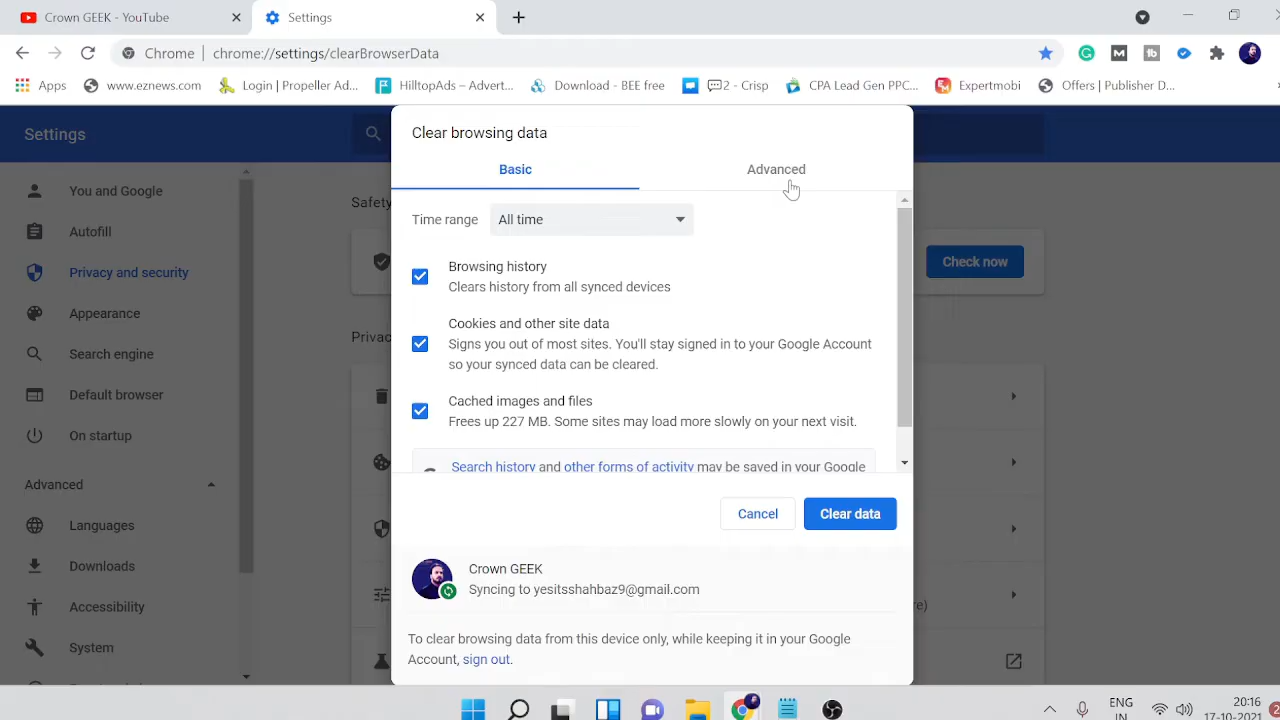 Crown GEEK - YouTube
Settings
Chrome
chrome://settings/clearBrowserData
Apps
www.eznews.com
Login | Propeller Ad...
HilltopAds – Advert...
Download - BEE free
2 - Crisp
CPA Lead Gen PPC...
Expertmobi
Offers | Publisher D...
Settings
You and Google
Autofill
Privacy and security
Appearance
Search engine
Default browser
On startup
Advanced
Languages
Downloads
Accessibility
System
Safety
Check now
Privac
re)
Clear browsing data
Basic
Advanced
Time range
All time
Browsing history
Clears history from all synced devices
Cookies and other site data
Signs you out of most sites. You'll stay signed in to your Google Account
so your synced data can be cleared.
Cached images and files
Frees up 227 MB. Some sites may load more slowly on your next visit.
Search history and other forms of activity may be saved in your Google
Cancel
Clear data
Crown GEEK
Syncing to yesitsshahbaz9@gmail.com
To clear browsing data from this device only, while keeping it in your Google
Account, sign out.
ENG
IN
20:16
17-10-2021